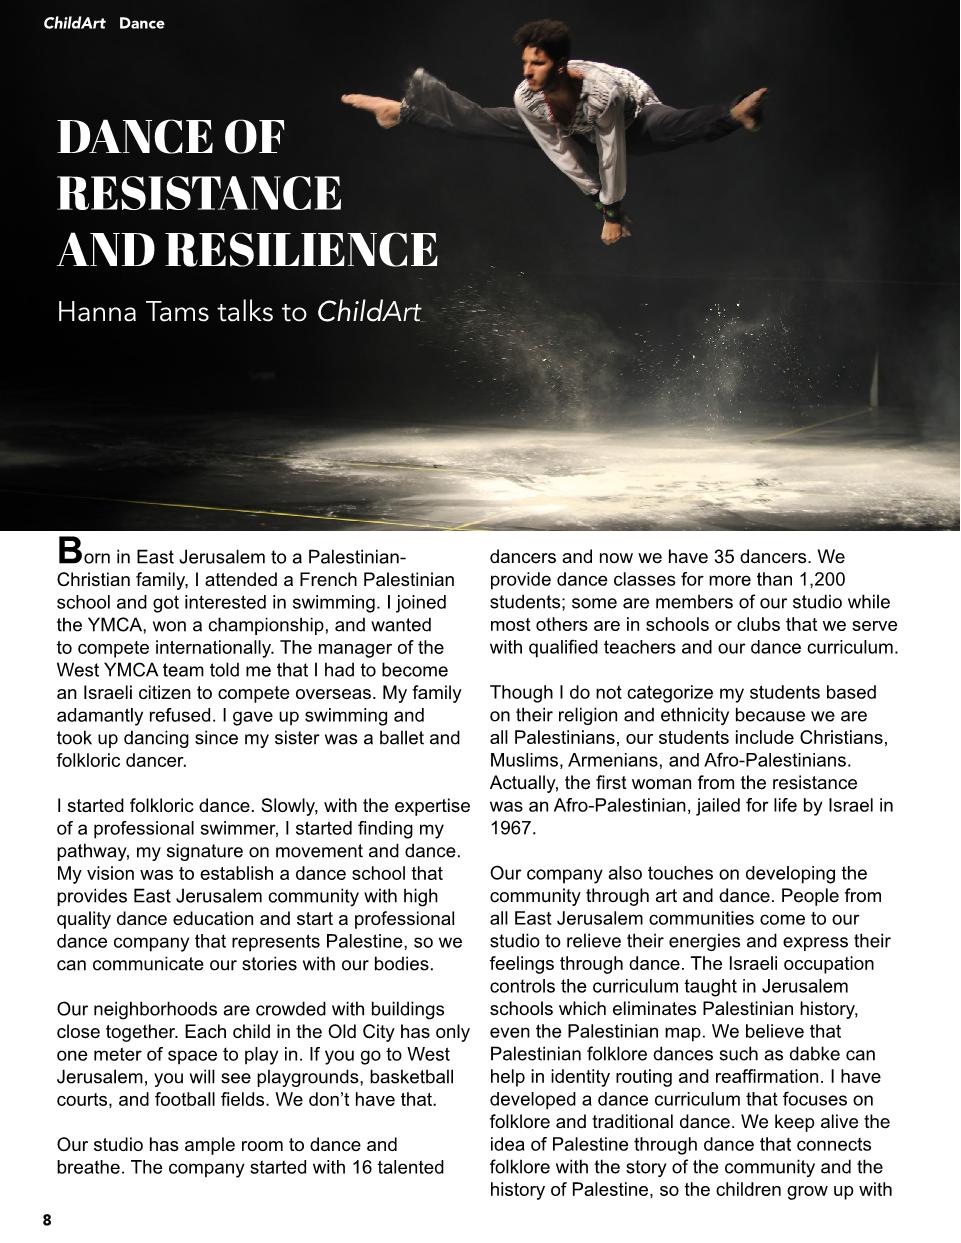 ChildArt Dance
DANCE OF
RESISTANCE
AND RESILIENCE
Hanna Tams talks to ChildArt
Born in East Jerusalem to a Palestinian-
Christian family, I attended a French Palestinian
school and got interested in swimming. I joined
the YMCA, won a championship, and wanted
to compete internationally. The manager of the
West YMCA team told me that I had to become
an Israeli citizen to compete overseas. My family
adamantly refused. I gave up swimming and
took up dancing since my sister was a ballet and
folkloric dancer.
I started folkloric dance. Slowly, with the expertise
of a professional swimmer, I started finding my
pathway, my signature on movement and dance.
My vision was to establish a dance school that
provides East Jerusalem community with high
quality dance education and start a professional
dance company that represents Palestine, so we
can communicate our stories with our bodies.
Our neighborhoods are crowded with buildings
close together. Each child in the Old City has only
one meter of space to play in. If you go to West
Jerusalem, you will see playgrounds, basketball
courts, and football fields. We don’t have that.
Our studio has ample room to dance and
breathe. The company started with 16 talented
dancers and now we have 35 dancers. We
provide dance classes for more than 1,200
students; some are members of our studio while
most others are in schools or clubs that we serve
with qualified teachers and our dance curriculum.
Though I do not categorize my students based
on their religion and ethnicity because we are
all Palestinians, our students include Christians,
Muslims, Armenians, and Afro-Palestinians.
Actually, the first woman from the resistance
was an Afro-Palestinian, jailed for life by Israel in
1967.
Our company also touches on developing the
community through art and dance. People from
all East Jerusalem communities come to our
studio to relieve their energies and express their
feelings through dance. The Israeli occupation
controls the curriculum taught in Jerusalem
schools which eliminates Palestinian history,
even the Palestinian map. We believe that
Palestinian folklore dances such as dabke can
help in identity routing and reaffirmation. I have
developed a dance curriculum that focuses on
folklore and traditional dance. We keep alive the
idea of Palestine through dance that connects
folklore with the story of the community and the
history of Palestine, so the children grow up with
8